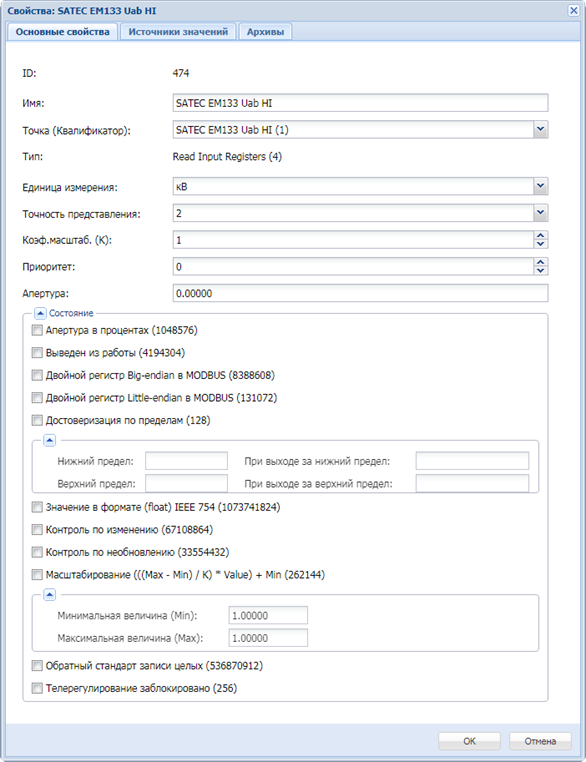 Свойства: SATEC EM133 Uab HI
Основные свойства Источники значений Архивы
ID: 474
Имя: SATEC EM133 Uab HI
Точка (Квалификатор): SATEC EM133 Uab HI (1)
Тип: Read Input Registers (4)
Единица измерения: кВ
Точность представления: 2
Коэф.масштаб. (К): 1
Приоритет: 0
Апертура: 0.00000
Состояние
Апертура в процентах (1048576)
Выведен из работы (4194304)
Двойной регистр Big-endian в MODBUS (8388608)
Двойной регистр Little-endian в MODBUS (131072)
Достоверизация по пределам (128)
Нижний предел: При выходе за нижний предел:
Верхний предел: При выходе за верхний предел:
Значение в формате (float) IEEE 754 (1073741824)
Контроль по изменению (67108864)
Контроль по необновлению (33554432)
Масштабирование (((Max - Min) / K) * Value) + Min (262144)
Минимальная величина (Min): 1.00000
Максимальная величина (Max): 1.00000
Обратный стандарт записи целых (536870912)
Телерегулирование заблокировано (256)
OK Отмена